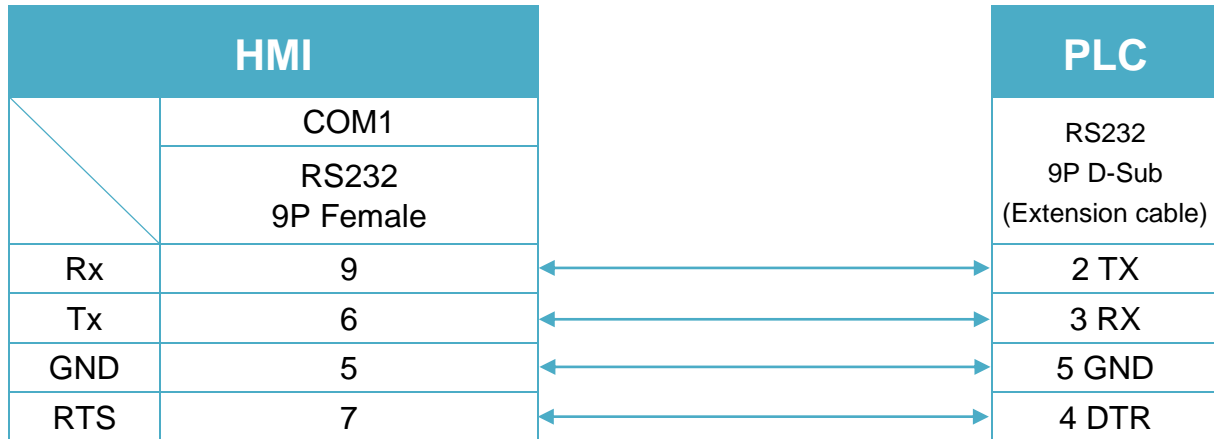 HMI PLC
COM1
RS232
9P Female
RS232
9P D-Sub
(Extension cable)
Rx 9 2 TX
Tx 6 3 RX
GND 5 5 GND
RTS 7 4 DTR